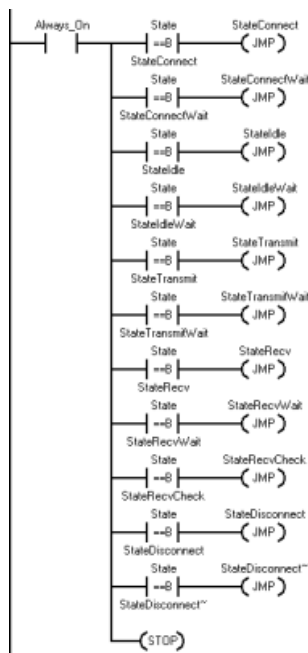 Always_On State StateConnect
==B JMP
StateConnect
State StateConnectWait
==B JMP
StateConnectWait
State StateIdle
==B JMP
StateIdle
State StateIdleWait
==B JMP
StateIdleWait
State StateTransmit
==B JMP
StateTransmit
State StateTransmitWait
==B JMP
StateTransmitWait
State StateRecv
==B JMP
StateRecv
State StateRecvWait
==B JMP
StateRecvWait
State StateRecvCheck
==B JMP
StateRecvCheck
State StateDisconnect
==B JMP
StateDisconnect
State StateDisconnect~
==B JMP
StateDisconnect~
STOP